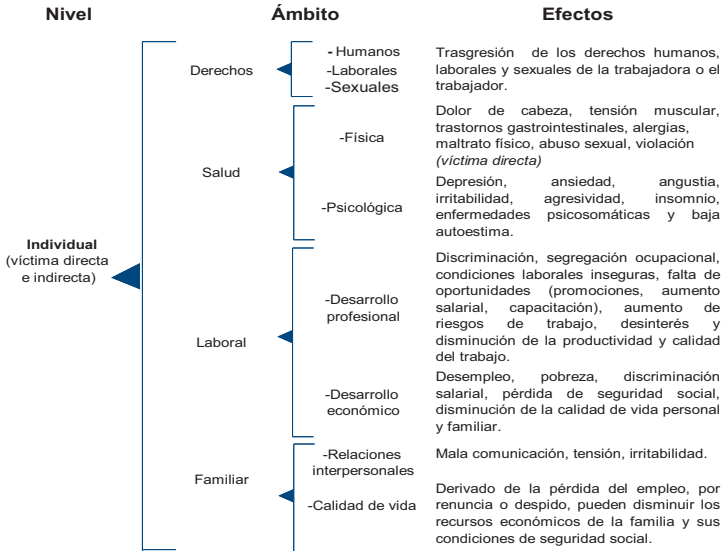 Nivel Ámbito Efectos
Derechos
- Humanos
-Laborales
-Sexuales
Trasgresión de los derechos humanos,
laborales y sexuales de la trabajadora o el
trabajador.
Salud
-Física
Dolor de cabeza, tensión muscular,
trastornos gastrointestinales, alergias,
maltrato físico, abuso sexual, violación
(víctima directa)
-Psicológica
Depresión, ansiedad, angustia,
irritabilidad, agresividad, insomnio,
enfermedades psicosomáticas y baja
autoestima.
Individual
(víctima directa
e indirecta)
Laboral
-Desarrollo
profesional
Discriminación, segregación ocupacional,
condiciones laborales inseguras, falta de
oportunidades (promociones, aumento
salarial, capacitación), aumento de
riesgos de trabajo, desinterés y
disminución de la productividad y calidad
del trabajo.
-Desarrollo
económico
Desempleo, pobreza, discriminación
salarial, pérdida de seguridad social,
disminución de la calidad de vida personal
y familiar.
Familiar
-Relaciones
interpersonales
Mala comunicación, tensión, irritabilidad.
-Calidad de vida
Derivado de la pérdida del empleo, por
renuncia o despido, pueden disminuir los
recursos económicos de la familia y sus
condiciones de seguridad social.